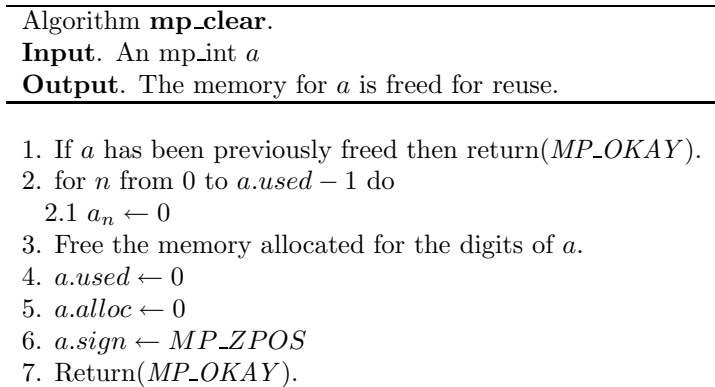 Algorithm mp_clear.
Input. An mp_int a
Output. The memory for a is freed for reuse.
1. If a has been previously freed then return(MP_OKAY).
2. for n from 0 to a.used − 1 do
2.1 aₙ ← 0
3. Free the memory allocated for the digits of a.
4. a.used ← 0
5. a.alloc ← 0
6. a.sign ← MP_ZPOS
7. Return(MP_OKAY).